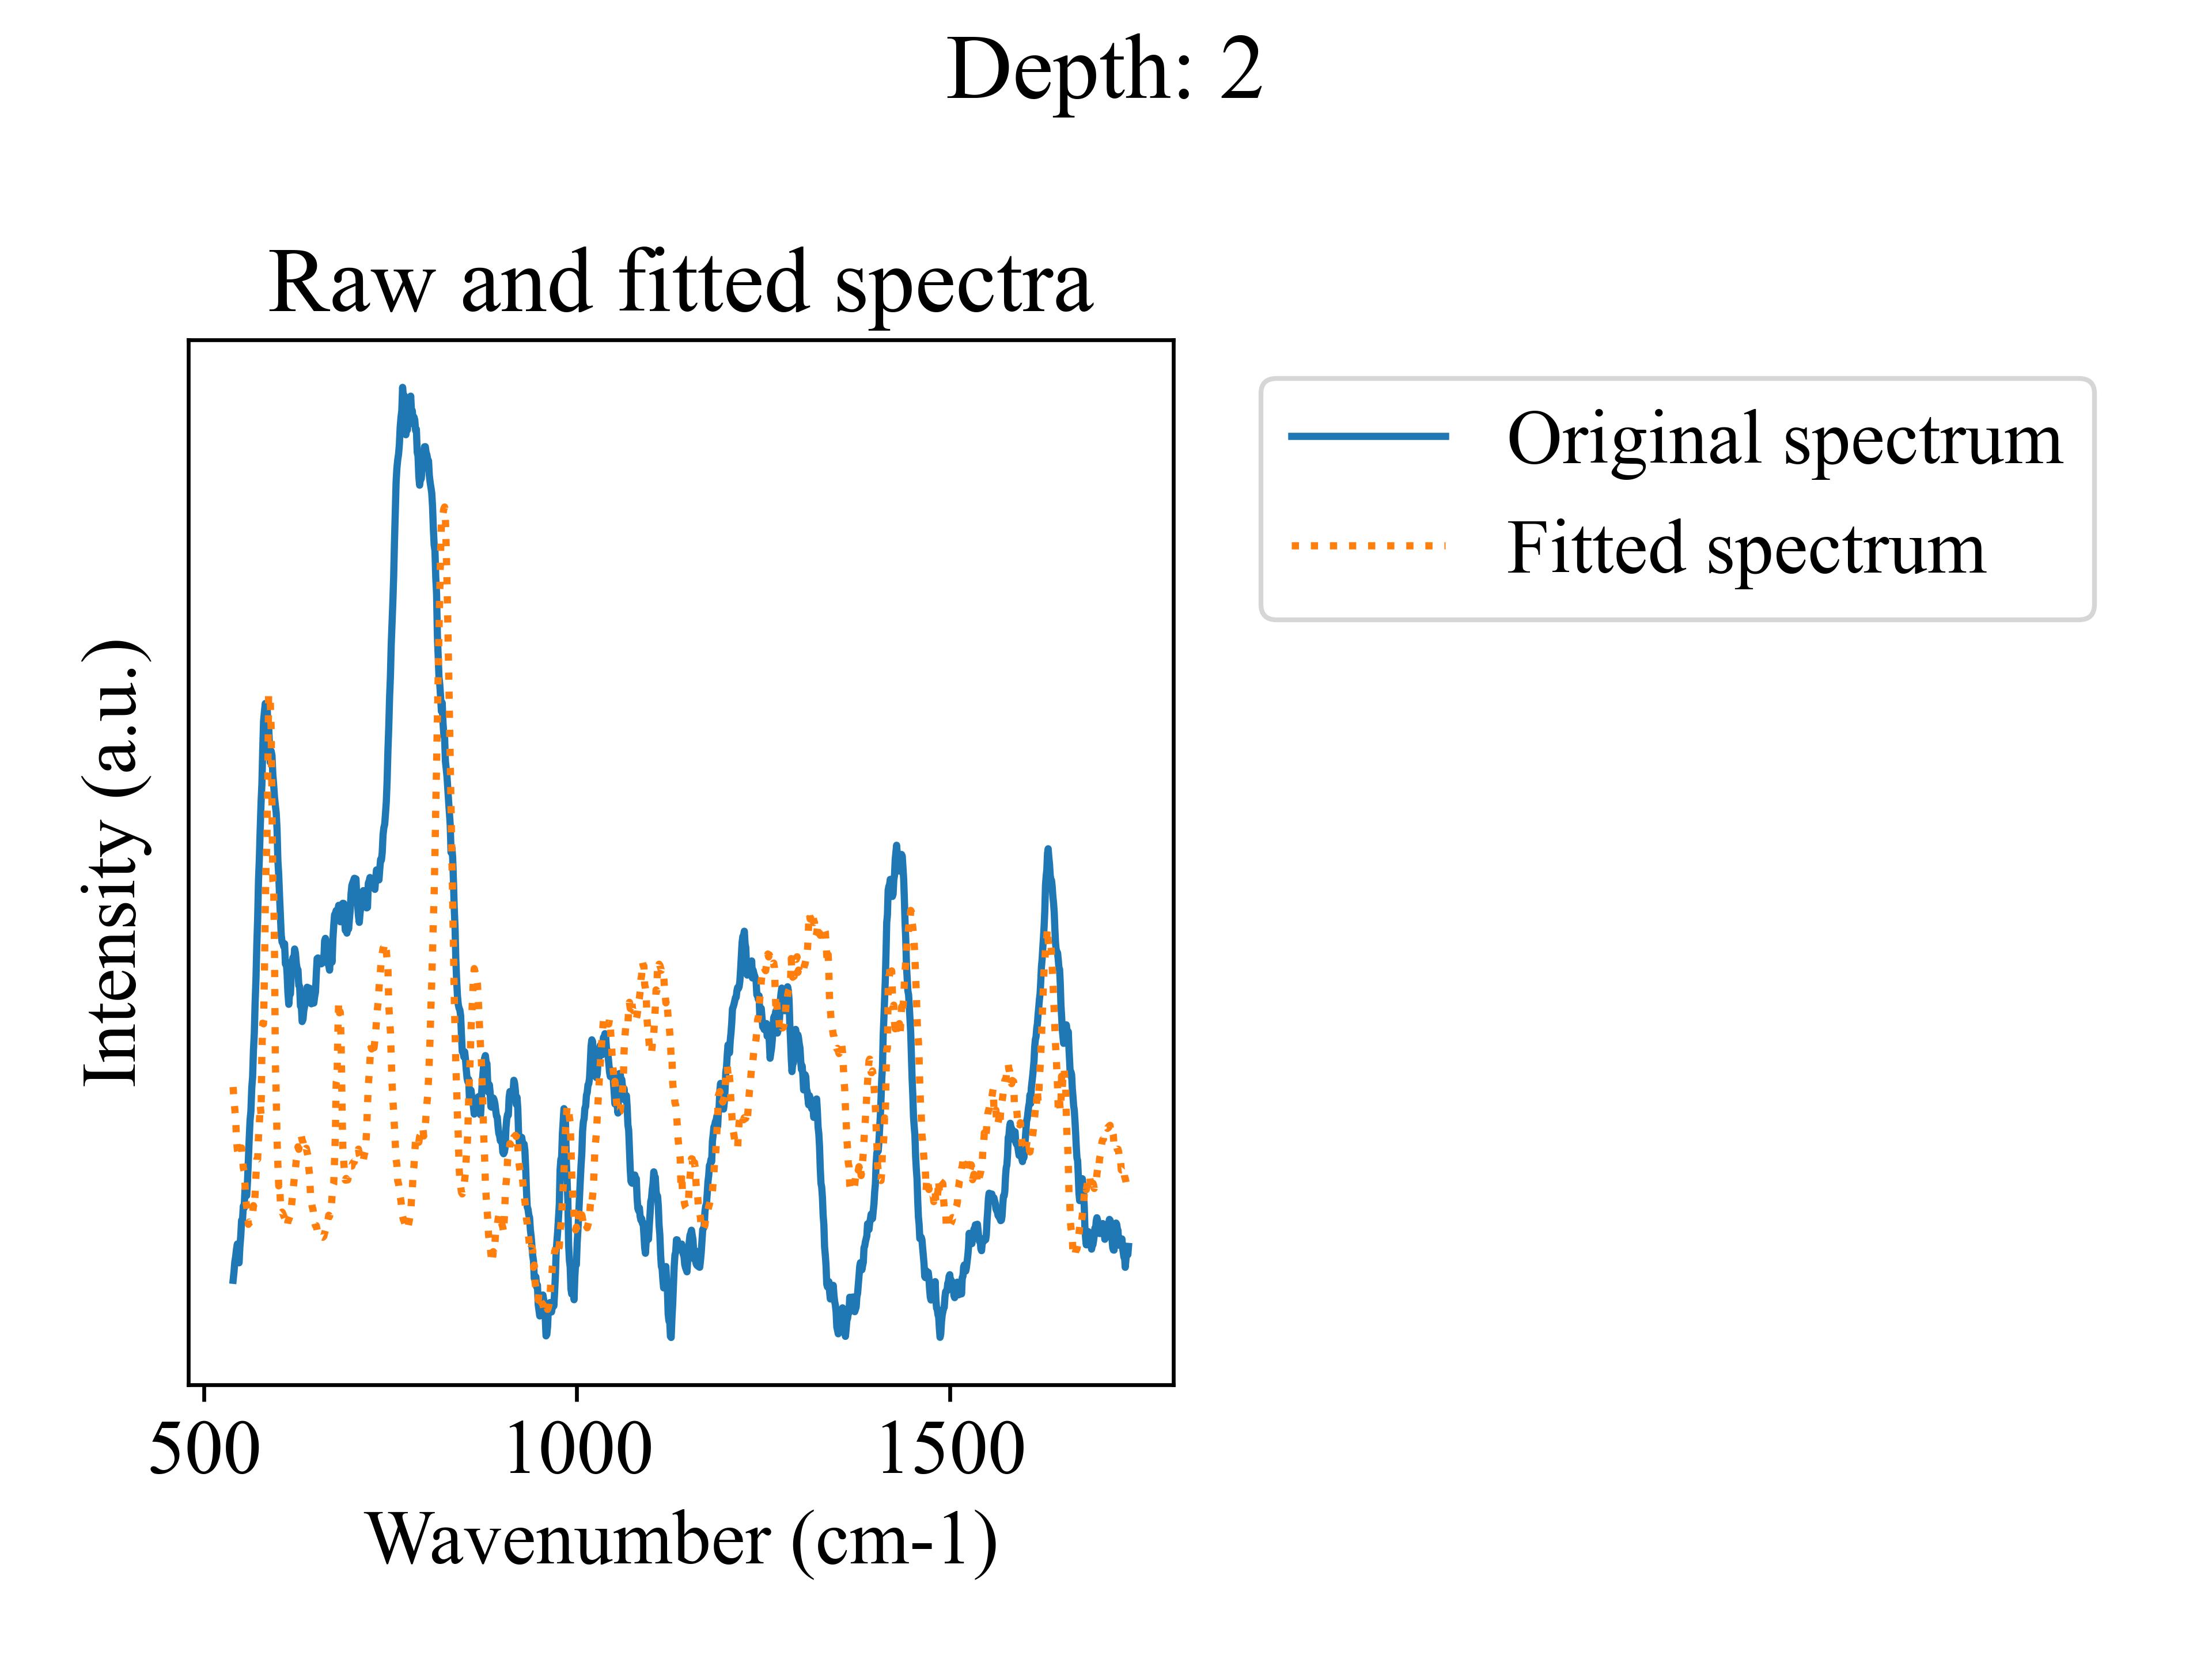 Depth: 2
Raw and fitted spectra
Original spectrum
Fitted spectrum
Intensity (a.u.)
500 1000 1500
Wavenumber (cm-1)